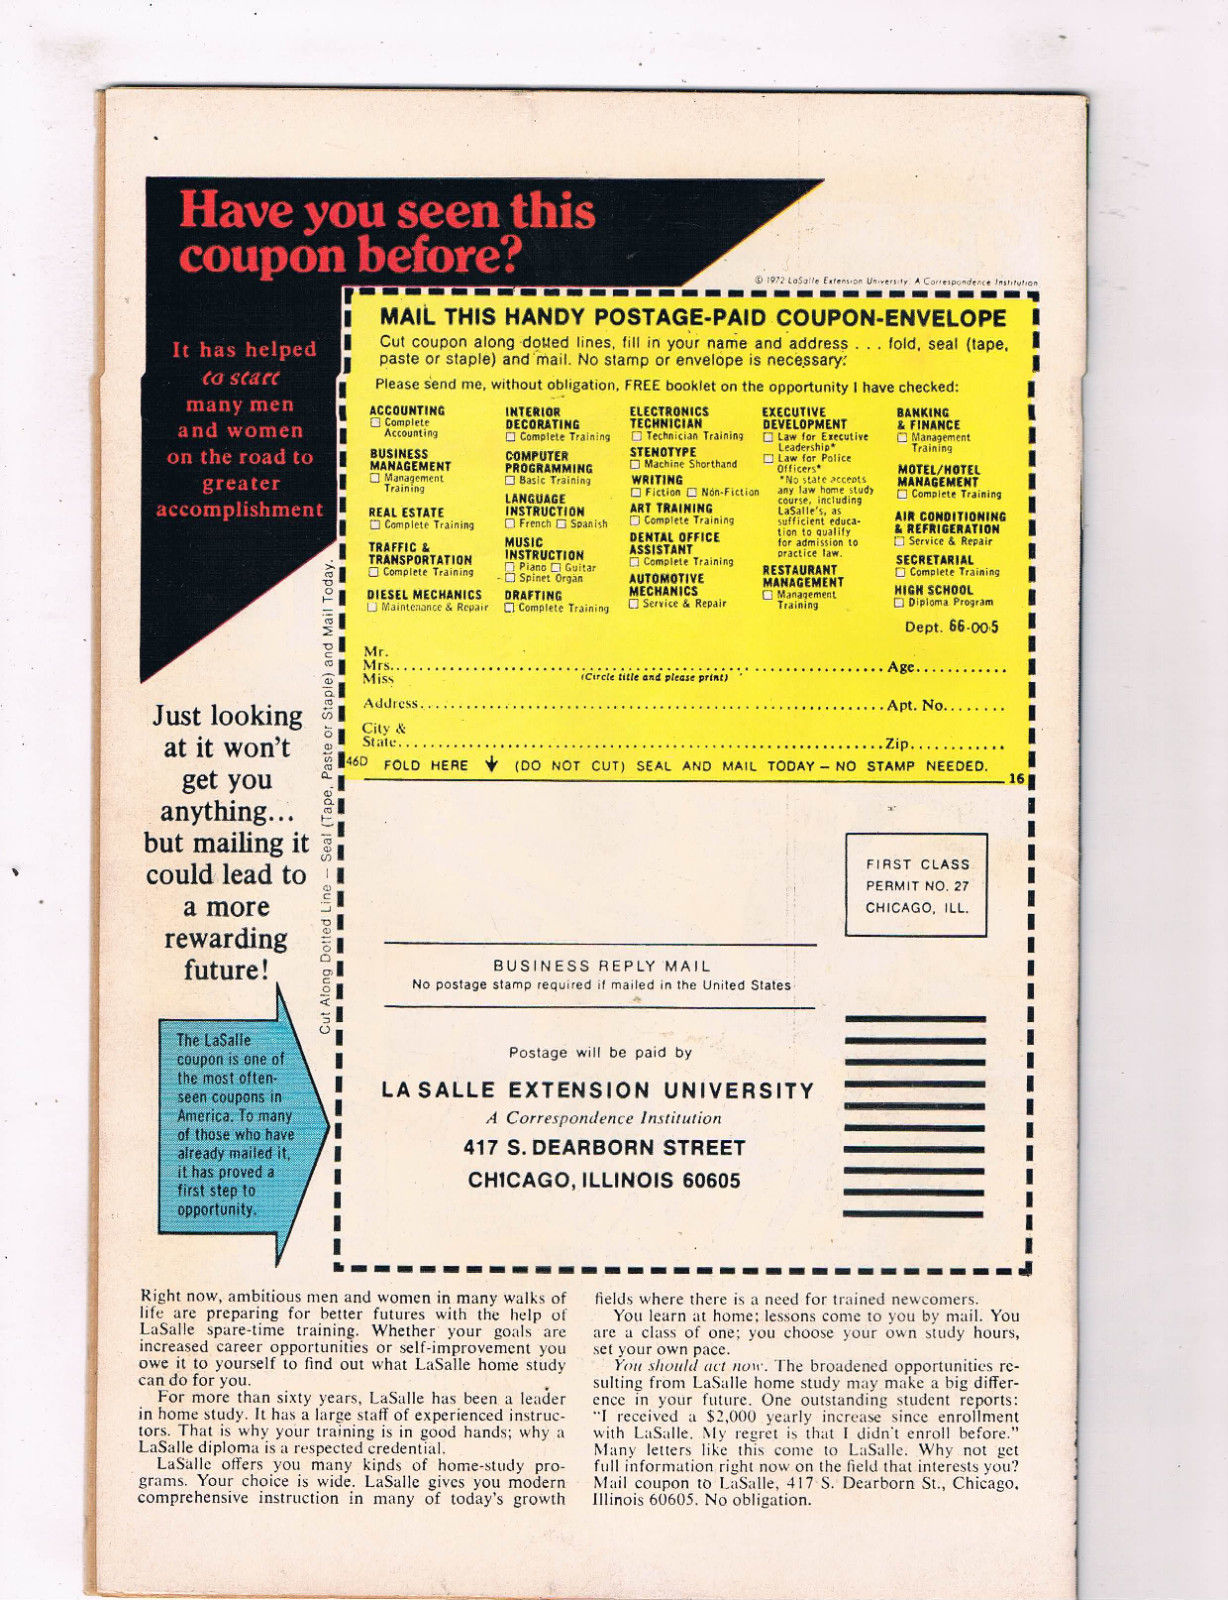 Have you seen this
coupon before?
© 1972 LaSalle Extension University, A Correspondence Institution
It has helped
to start
many men
and women
on the road to
greater
accomplishment
MAIL THIS HANDY POSTAGE-PAID COUPON-ENVELOPE
Cut coupon along dotted lines, fill in your name and address . . . fold, seal (tape,
paste or staple) and mail. No stamp or envelope is necessary.
Please send me, without obligation, FREE booklet on the opportunity I have checked:
ACCOUNTING
☐ Complete
Accounting
BUSINESS
MANAGEMENT
☐ Management
Training
REAL ESTATE
☐ Complete Training
TRAFFIC &
TRANSPORTATION
☐ Complete Training
DIESEL MECHANICS
☐ Maintenance & Repair
INTERIOR
DECORATING
☐ Complete Training
COMPUTER
PROGRAMMING
☐ Basic Training
LANGUAGE
INSTRUCTION
☐ French ☐ Spanish
MUSIC
INSTRUCTION
☐ Piano ☐ Guitar
☐ Spinet Organ
DRAFTING
☐ Complete Training
ELECTRONICS
TECHNICIAN
☐ Technician Training
STENOTYPE
☐ Machine Shorthand
WRITING
☐ Fiction ☐ Non-Fiction
ART TRAINING
☐ Complete Training
DENTAL OFFICE
ASSISTANT
☐ Complete Training
AUTOMOTIVE
MECHANICS
☐ Service & Repair
EXECUTIVE
DEVELOPMENT
☐ Law for Executive
Leadership*
☐ Law for Police
Officers*
*No state accepts
any law home study
course, including
LaSalle's, as
sufficient educa-
tion to qualify
for admission to
practice law.
RESTAURANT
MANAGEMENT
☐ Management
Training
BANKING
& FINANCE
☐ Management
Training
MOTEL/HOTEL
MANAGEMENT
☐ Complete Training
AIR CONDITIONING
& REFRIGERATION
☐ Service & Repair
SECRETARIAL
☐ Complete Training
HIGH SCHOOL
☐ Diploma Program
Dept. 66-005
Mr.
Mrs. Age
Miss (Circle title and please print)
Address Apt. No.
City &
State Zip
46D FOLD HERE (DO NOT CUT) SEAL AND MAIL TODAY – NO STAMP NEEDED.
16
Cut Along Dotted Line – Seal (Tape, Paste or Staple) and Mail Today.
Just looking
at it won't
get you
anything...
but mailing it
could lead to
a more
rewarding
future!
The LaSalle
coupon is one of
the most often-
seen coupons in
America. To many
of those who have
already mailed it,
it has proved a
first step to
opportunity.
FIRST CLASS
PERMIT NO. 27
CHICAGO, ILL.
BUSINESS REPLY MAIL
No postage stamp required if mailed in the United States
Postage will be paid by
LA SALLE EXTENSION UNIVERSITY
A Correspondence Institution
417 S. DEARBORN STREET
CHICAGO, ILLINOIS 60605
Right now, ambitious men and women in many walks of
life are preparing for better futures with the help of
LaSalle spare-time training. Whether your goals are
increased career opportunities or self-improvement you
owe it to yourself to find out what LaSalle home study
can do for you.
For more than sixty years, LaSalle has been a leader
in home study. It has a large staff of experienced instruc-
tors. That is why your training is in good hands; why a
LaSalle diploma is a respected credential.
LaSalle offers you many kinds of home-study pro-
grams. Your choice is wide. LaSalle gives you modern
comprehensive instruction in many of today's growth
fields where there is a need for trained newcomers.
You learn at home; lessons come to you by mail. You
are a class of one; you choose your own study hours,
set your own pace.
You should act now. The broadened opportunities re-
sulting from LaSalle home study may make a big differ-
ence in your future. One outstanding student reports:
"I received a $2,000 yearly increase since enrollment
with LaSalle. My regret is that I didn't enroll before."
Many letters like this come to LaSalle. Why not get
full information right now on the field that interests you?
Mail coupon to LaSalle, 417 S. Dearborn St., Chicago,
Illinois 60605. No obligation.